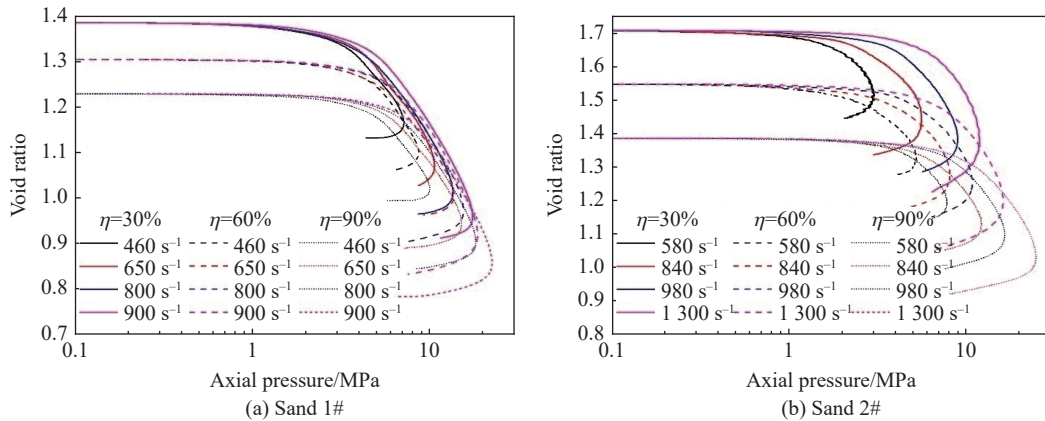 1.4
1.3
1.2
1.1
1.0
0.9
0.8
0.7
Void ratio
η=30% η=60% η=90%
460 s⁻¹ 460 s⁻¹ 460 s⁻¹
650 s⁻¹ 650 s⁻¹ 650 s⁻¹
800 s⁻¹ 800 s⁻¹ 800 s⁻¹
900 s⁻¹ 900 s⁻¹ 900 s⁻¹
0.1 1 10
Axial pressure/MPa
(a) Sand 1#
1.7
1.6
1.5
1.4
1.3
1.2
1.1
1.0
0.9
0.8
Void ratio
η=30% η=60% η=90%
580 s⁻¹ 580 s⁻¹ 580 s⁻¹
840 s⁻¹ 840 s⁻¹ 840 s⁻¹
980 s⁻¹ 980 s⁻¹ 980 s⁻¹
1 300 s⁻¹ 1 300 s⁻¹ 1 300 s⁻¹
0.1 1 10
Axial pressure/MPa
(b) Sand 2#